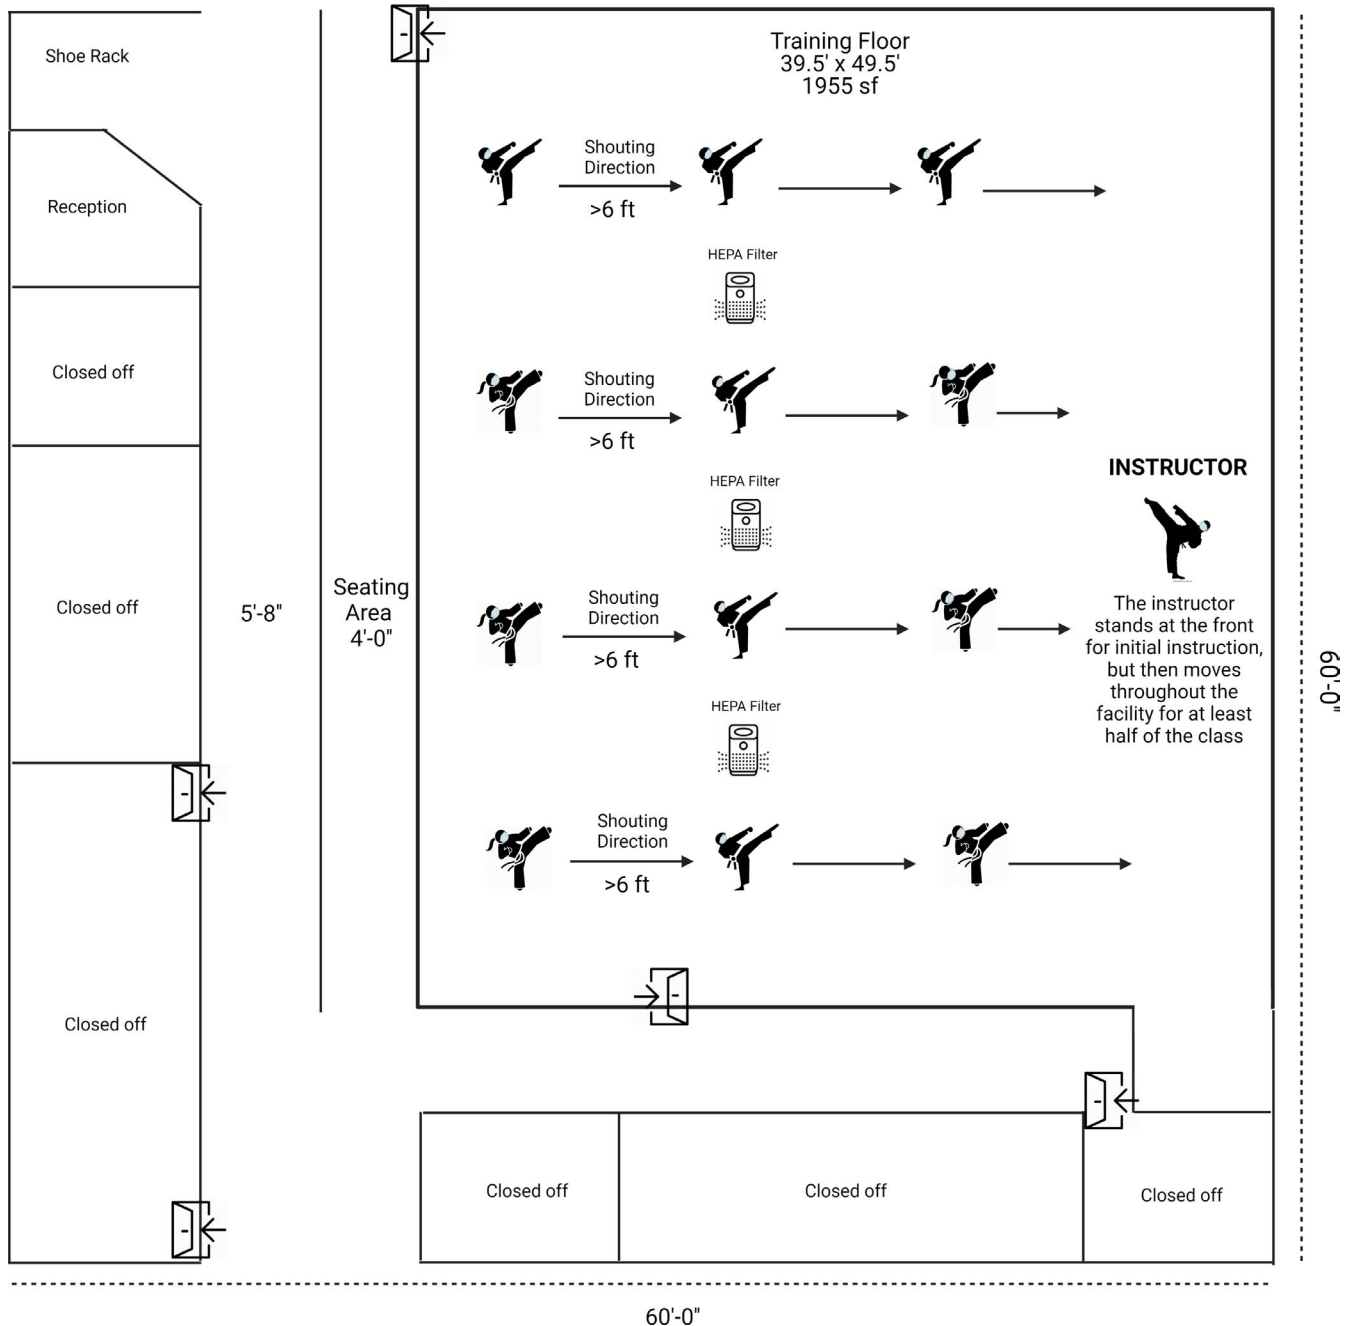 Training Floor
39.5' x 49.5'
1955 sf
Shoe Rack
Shouting
Direction
>6 ft
Reception
HEPA Filter
Closed off
Shouting
Direction
>6 ft
INSTRUCTOR
HEPA Filter
Closed off
5'-8"
Seating
Area
4'-0"
Shouting
Direction
>6 ft
The instructor
stands at the front
for initial instruction,
but then moves
throughout the
facility for at least
half of the class
60'-0"
HEPA Filter
Shouting
Direction
>6 ft
Closed off
Closed off
Closed off
Closed off
60'-0"